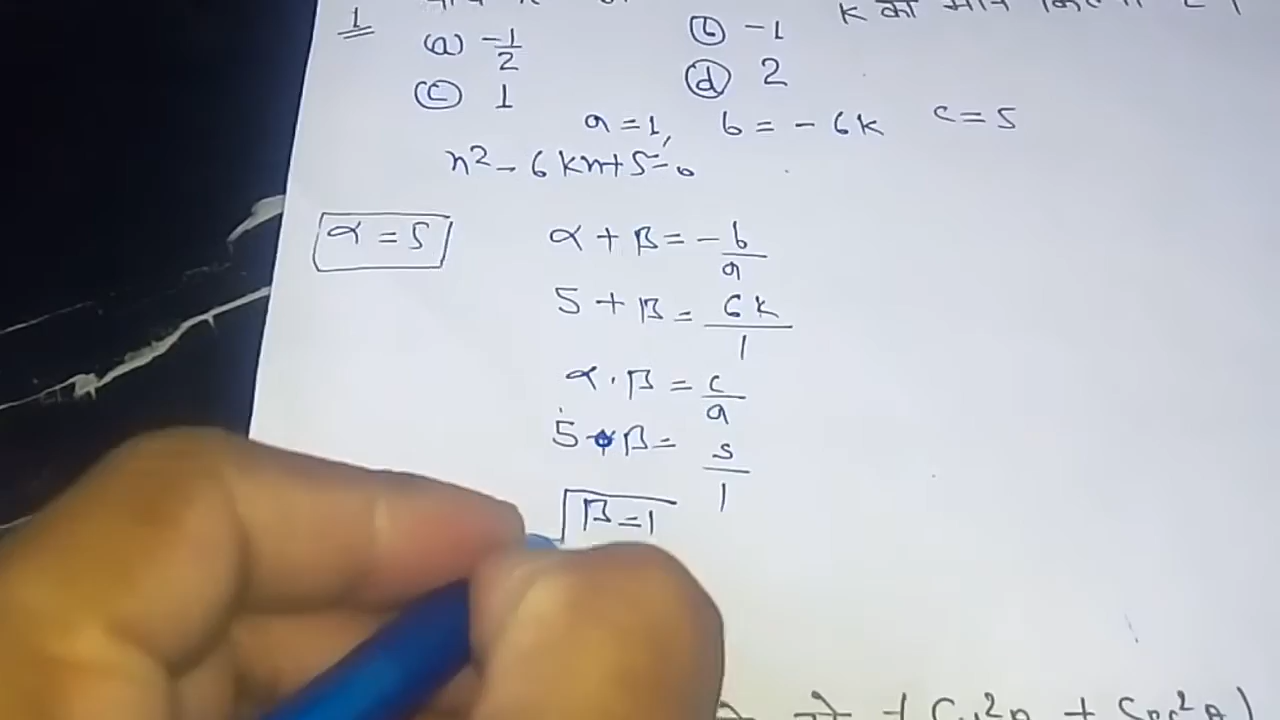 1 K का मान
(a) -1/2 (b) -1
(c) 1 (d) 2
a=1, b = - 6k c = 5
x² - 6kx+5=0
α = 5 α + β = - b/a
5 + β = 6k/1
α . β = c/a
5 β = 5/1
β = 1